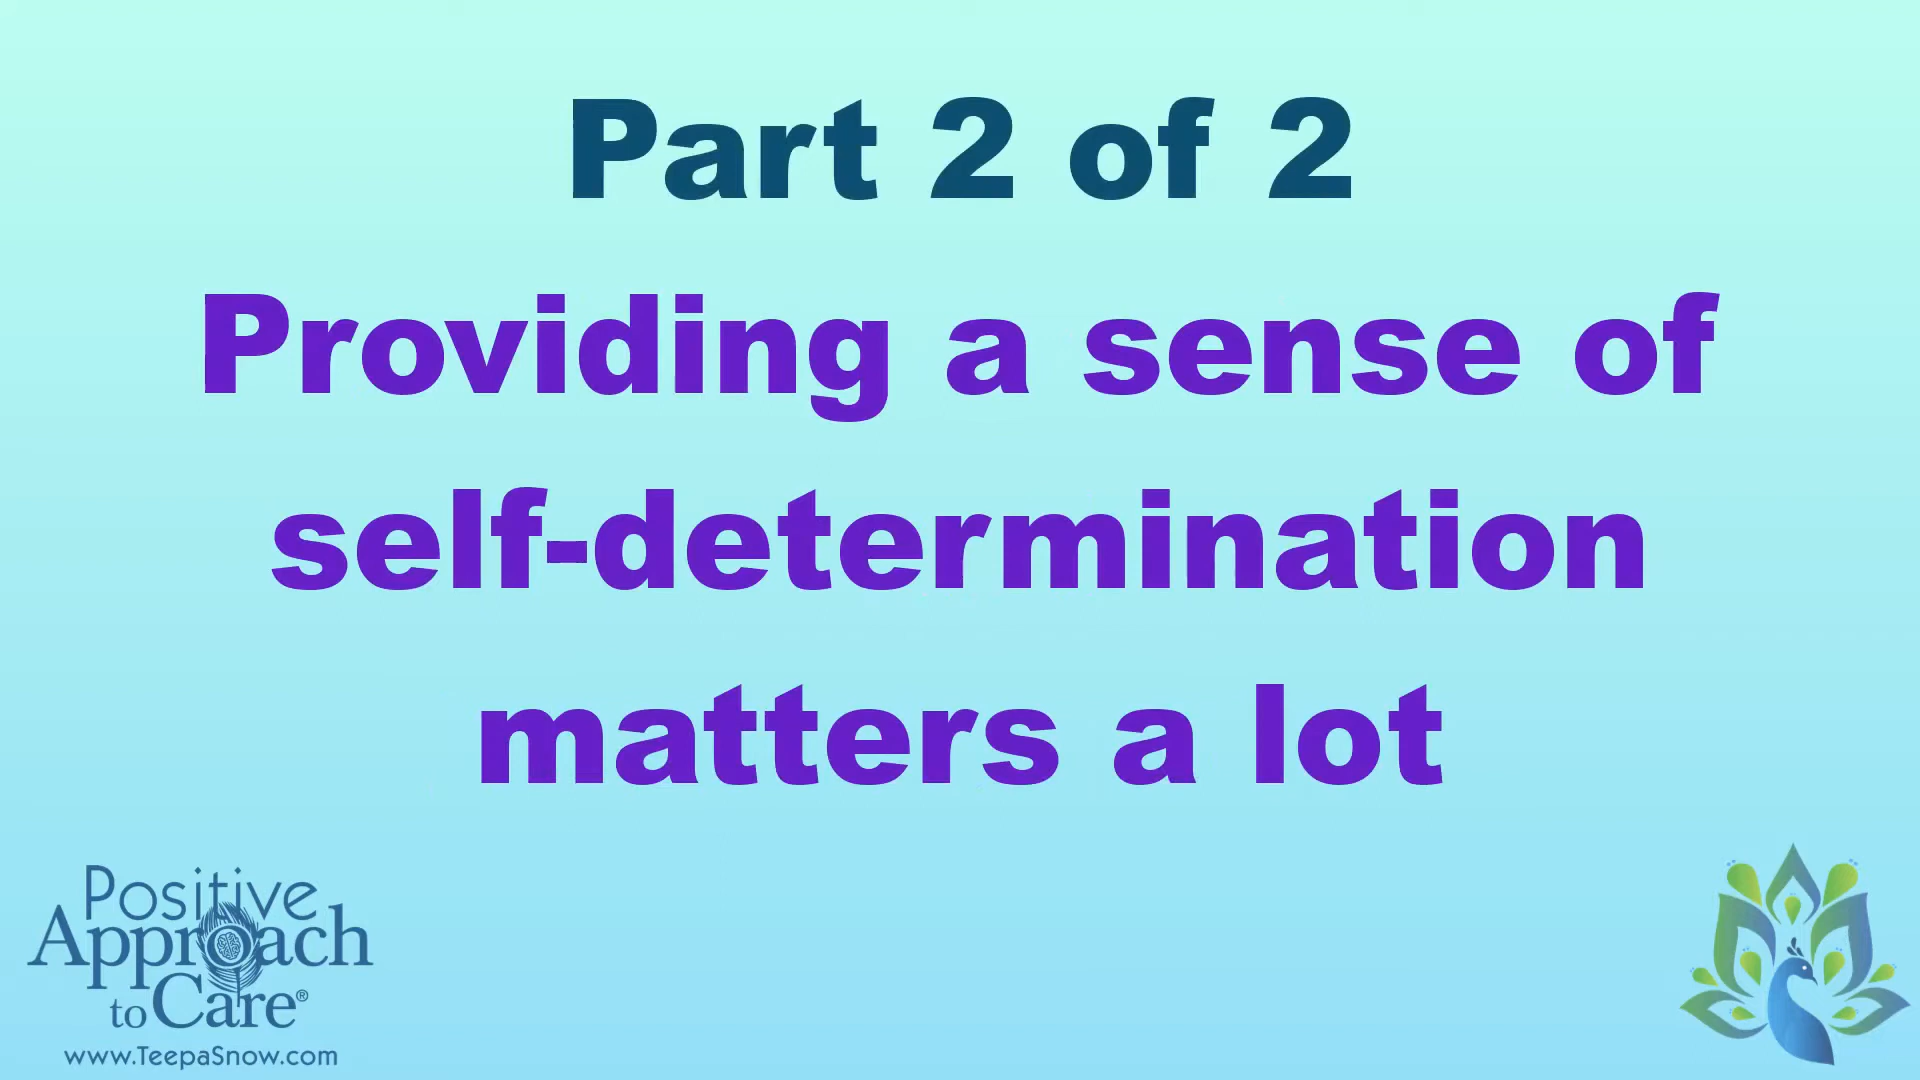 Part 2 of 2
Providing a sense of
self-determination
matters a lot
Positive
Approach
to Care®
www.TeepaSnow.com